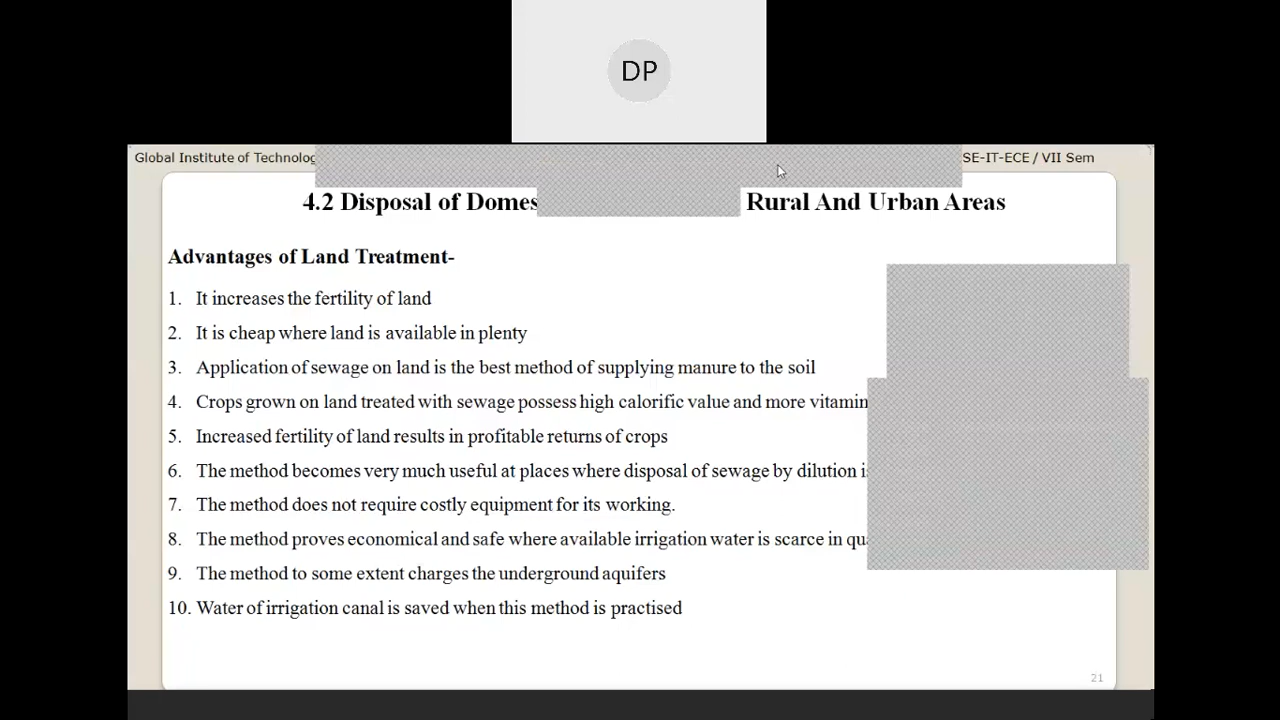 DP
Global Institute of SE-IT-ECE / VII Sem
4.2 Disposal of Rural And Urban Areas
Advantages of Land Treatment-
1. It increases the fertility of land
2. It is cheap where land is available in plenty
3. Application of sewage on land is the best method of supplying manure to the soil
4. Crops grown on land treated with sewage possess high calorific value and more
5. Increased fertility of land results in profitable returns of crops
6. The method becomes very much useful at places where disposal of sewage by dilution
7. The method does not require costly equipment for its working.
8. The method proves economical and safe where available irrigation water is scarce in
9. The method to some extent charges the underground aquifers
10. Water of irrigation canal is saved when this method is practised
21